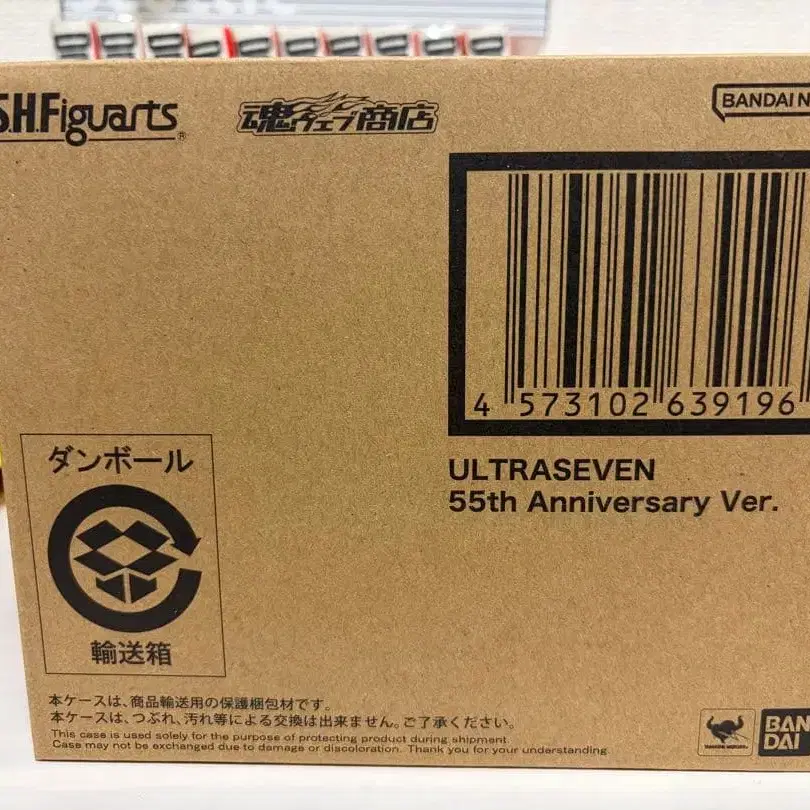 S.H.Figuarts®
魂ウェブ商店
BANDAI N
4 573102 639196
ULTRASEVEN
55th Anniversary Ver.
ダンボール
輸送箱
本ケースは、商品輸送用の保護梱包材です。
本ケースは、つぶれ、汚れ等による交換は出来ません。ご了承ください。
This case is used solely for the purpose of protecting product during shipment.
Case may not be exchanged due to damage or discoloration. Thank you for your understanding.
BAN
DAI